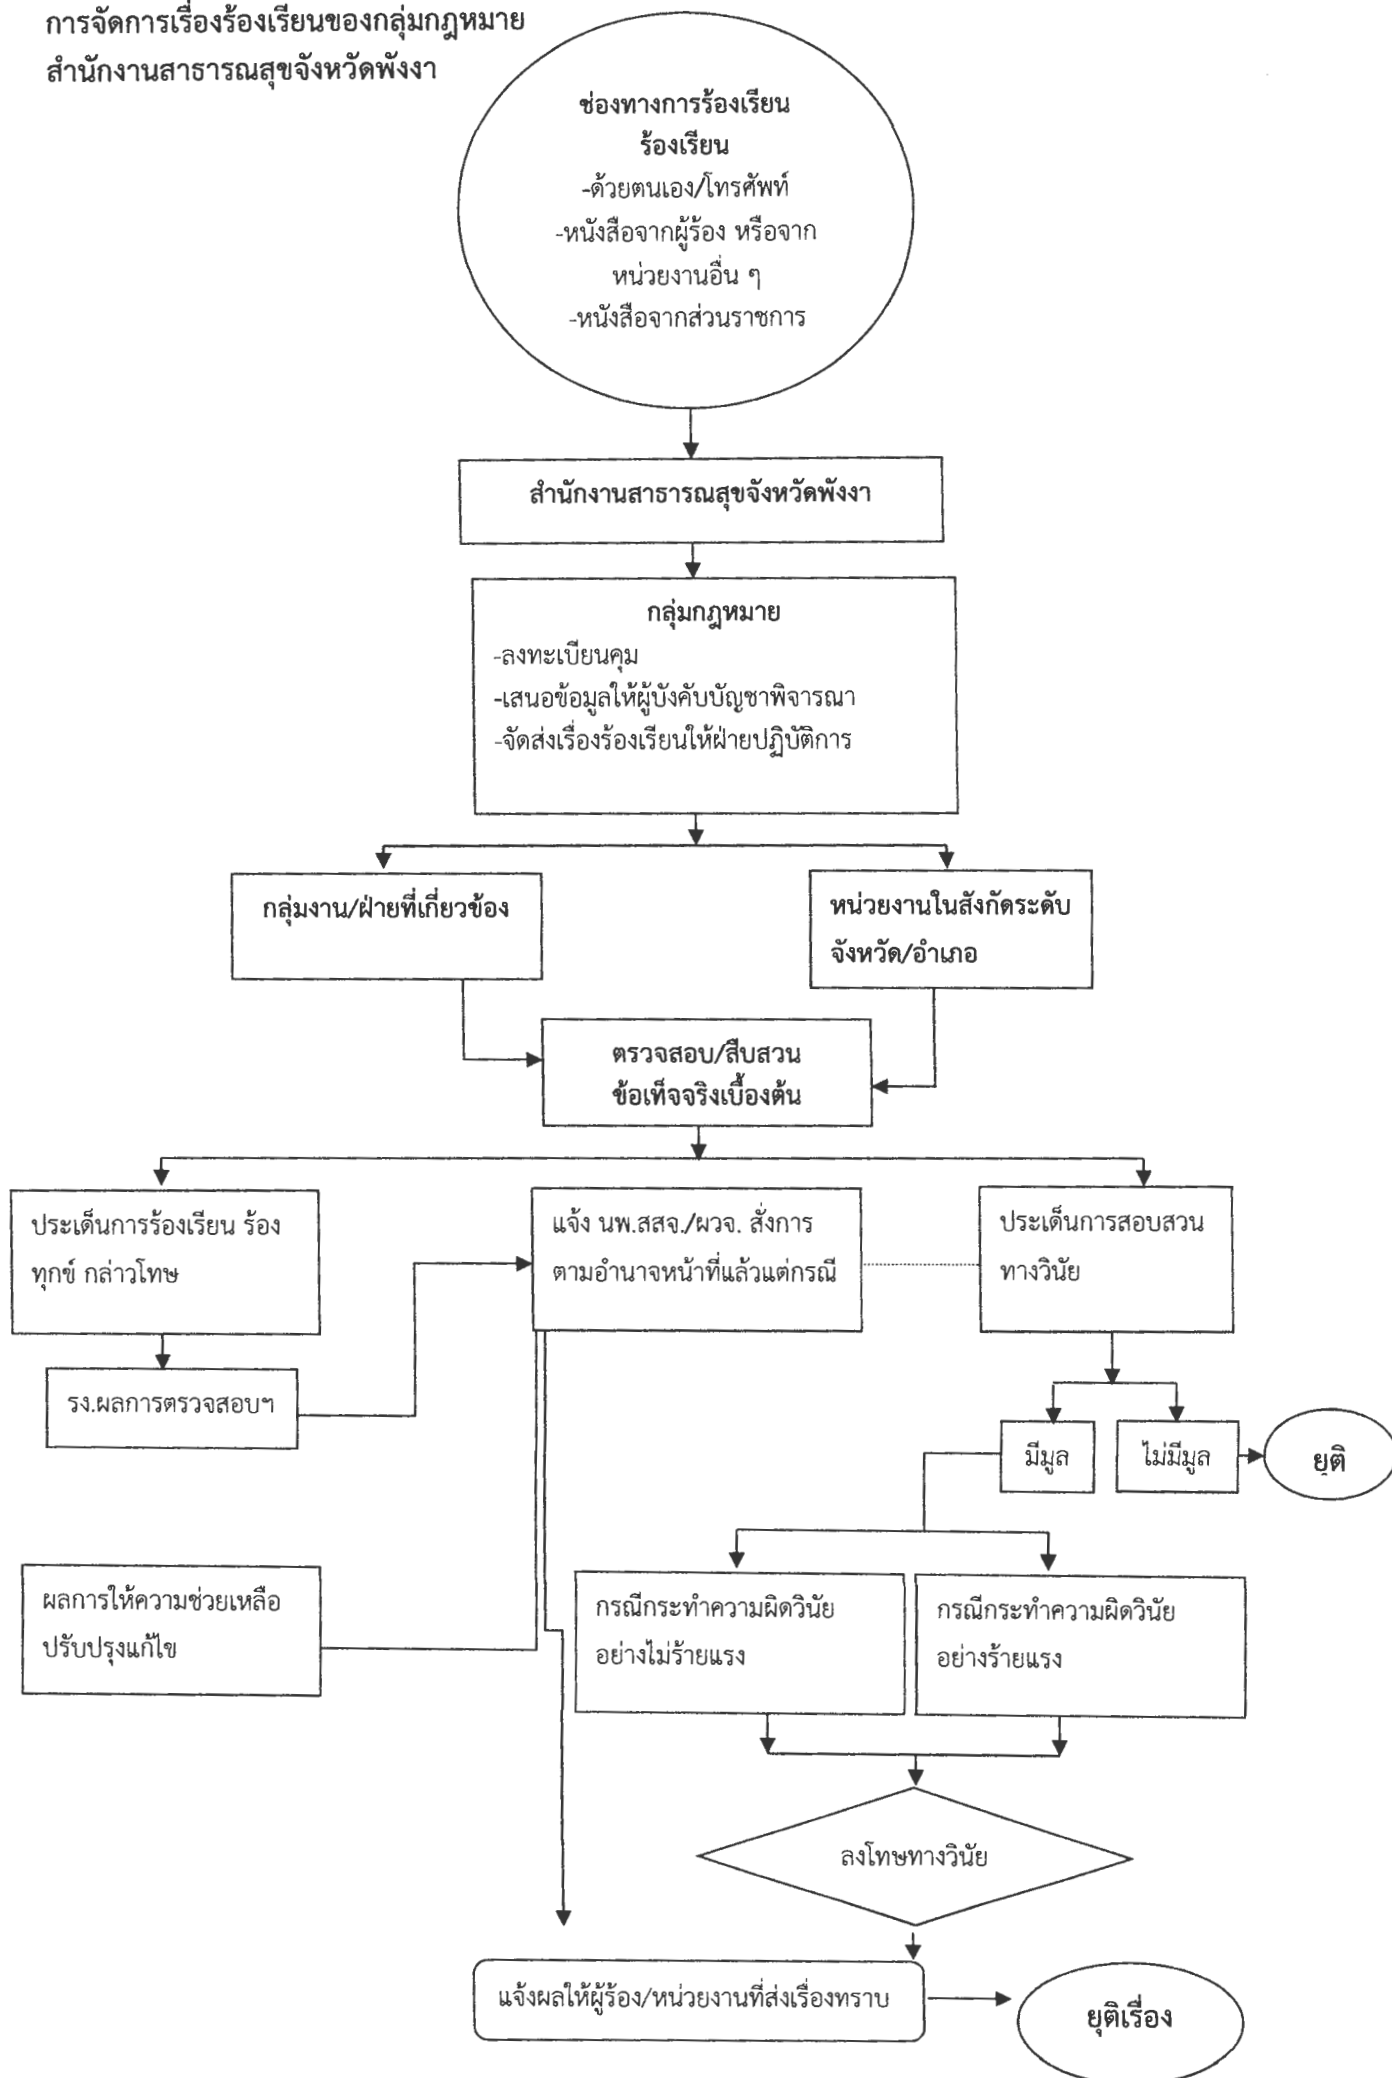 การจัดการเรื่องร้องเรียนของกลุ่มกฎหมาย
สำนักงานสาธารณสุขจังหวัดพังงา
ช่องทางการร้องเรียน
ร้องเรียน
-ด้วยตนเอง/โทรศัพท์
-หนังสือจากผู้ร้อง หรือจาก
หน่วยงานอื่น ๆ
-หนังสือจากส่วนราชการ
สำนักงานสาธารณสุขจังหวัดพังงา
กลุ่มกฎหมาย
-ลงทะเบียนคุม
-เสนอข้อมูลให้ผู้บังคับบัญชาพิจารณา
-จัดส่งเรื่องร้องเรียนให้ฝ่ายปฏิบัติการ
กลุ่มงาน/ฝ่ายที่เกี่ยวข้อง
หน่วยงานในสังกัดระดับ
จังหวัด/อำเภอ
ตรวจสอบ/สืบสวน
ข้อเท็จจริงเบื้องต้น
ประเด็นการร้องเรียน ร้อง
ทุกข์ กล่าวโทษ
แจ้ง นพ.สสจ./ผวจ. สั่งการ
ตามอำนาจหน้าที่แล้วแต่กรณี
ประเด็นการสอบสวน
ทางวินัย
รง.ผลการตรวจสอบฯ
มีมูล
ไม่มีมูล
ยุติ
ผลการให้ความช่วยเหลือ
ปรับปรุงแก้ไข
กรณีกระทำความผิดวินัย
อย่างไม่ร้ายแรง
กรณีกระทำความผิดวินัย
อย่างร้ายแรง
ลงโทษทางวินัย
แจ้งผลให้ผู้ร้อง/หน่วยงานที่ส่งเรื่องทราบ
ยุติเรื่อง